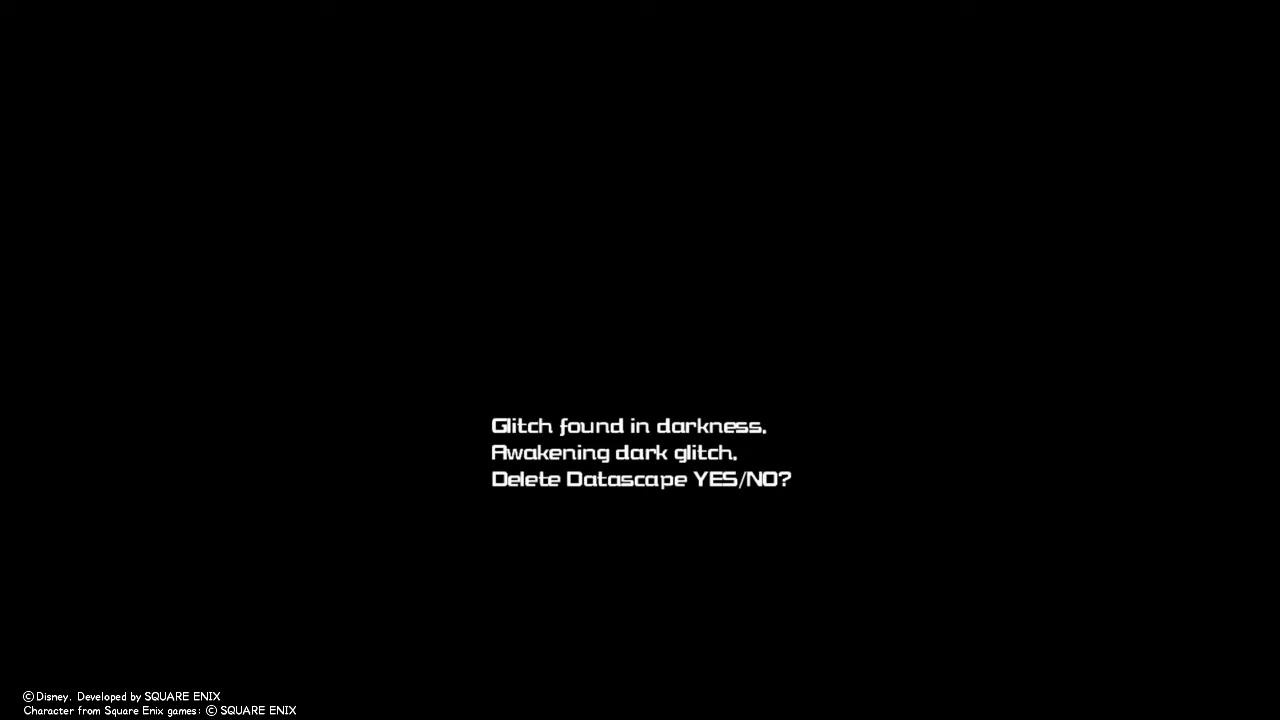 Glitch found in darkness.
Awakening dark glitch.
Delete Datascape YES/NO?
©Disney. Developed by SQUARE ENIX
Character from Square Enix games: © SQUARE ENIX